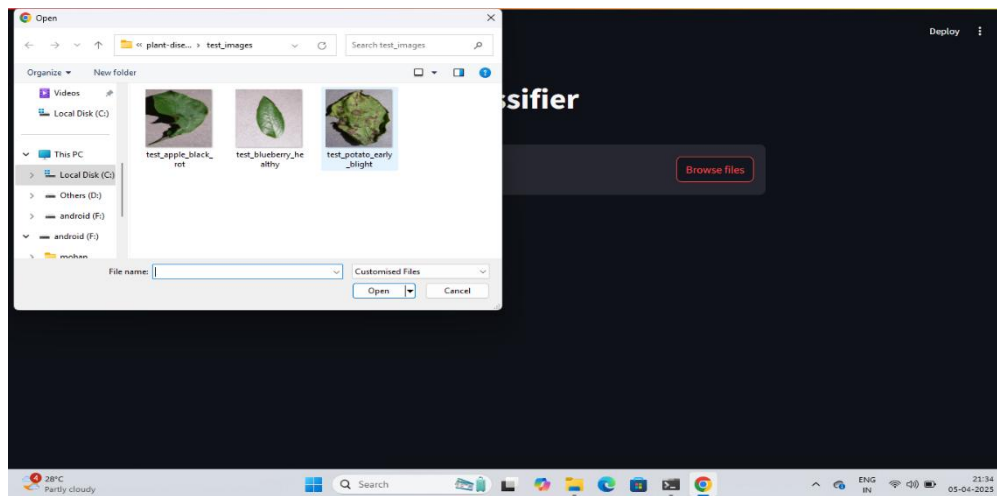 Open
Deploy
« plant-dise... › test_images
Search test_images
Organize
New folder
ssifier
Videos
Local Disk (C:)
This PC
Local Disk (C:)
Others (D:)
android (F:)
android (F:)
mohan
test_apple_black_
rot
test_blueberry_he
althy
test_potato_early
_blight
Browse files
File name:
Customised Files
Open
Cancel
4
28°C
Partly cloudy
Search
ENG
IN
21:34
05-04-2025